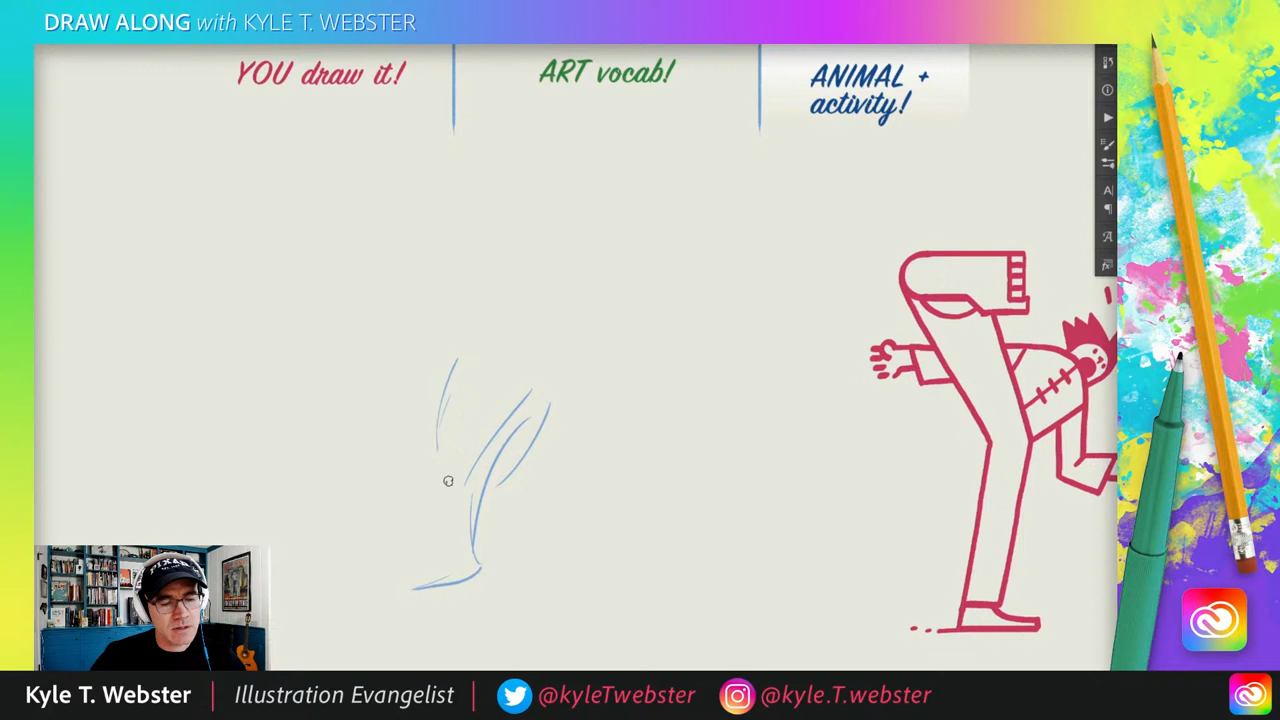 DRAW ALONG with KYLE T. WEBSTER
YOU draw it!
ART vocab!
ANIMAL +
activity!
PIXAR
Kyle T. Webster | Illustration Evangelist | @kyleTwebster @kyle.T.webster